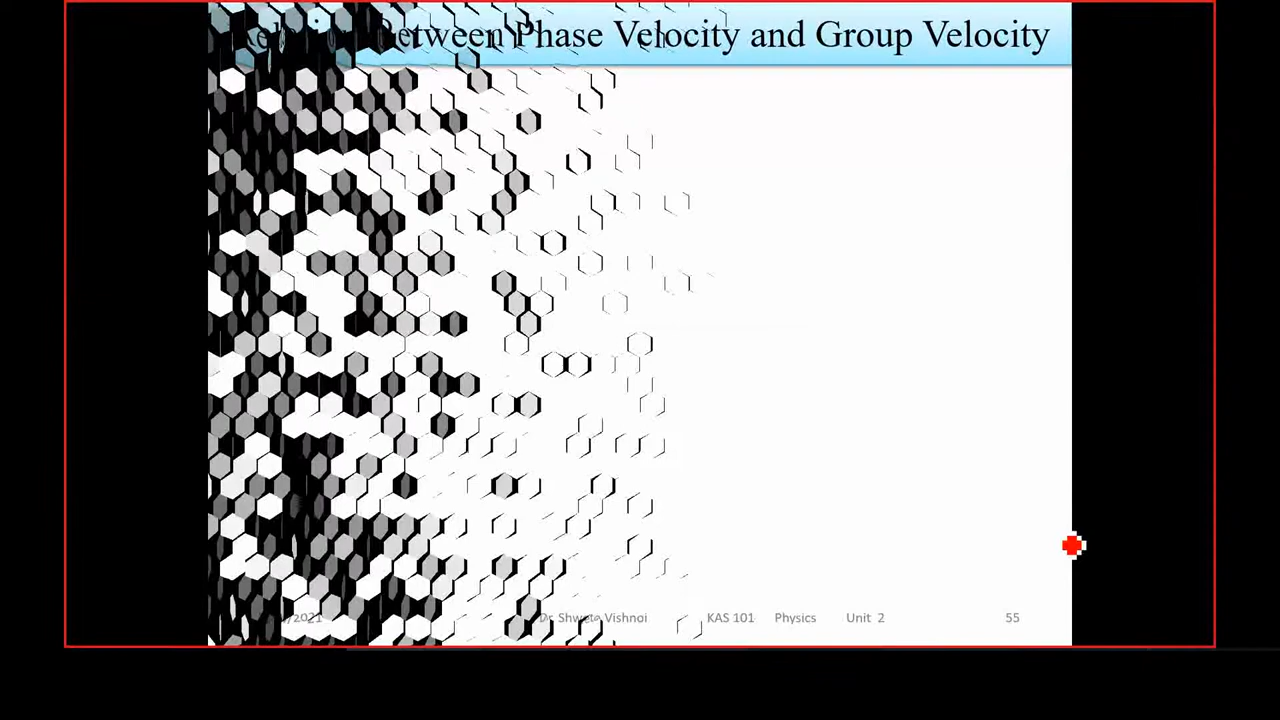 Between Phase Velocity and Group Velocity
Dr. Shweta Vishnoi KAS 101 Physics Unit 2 55